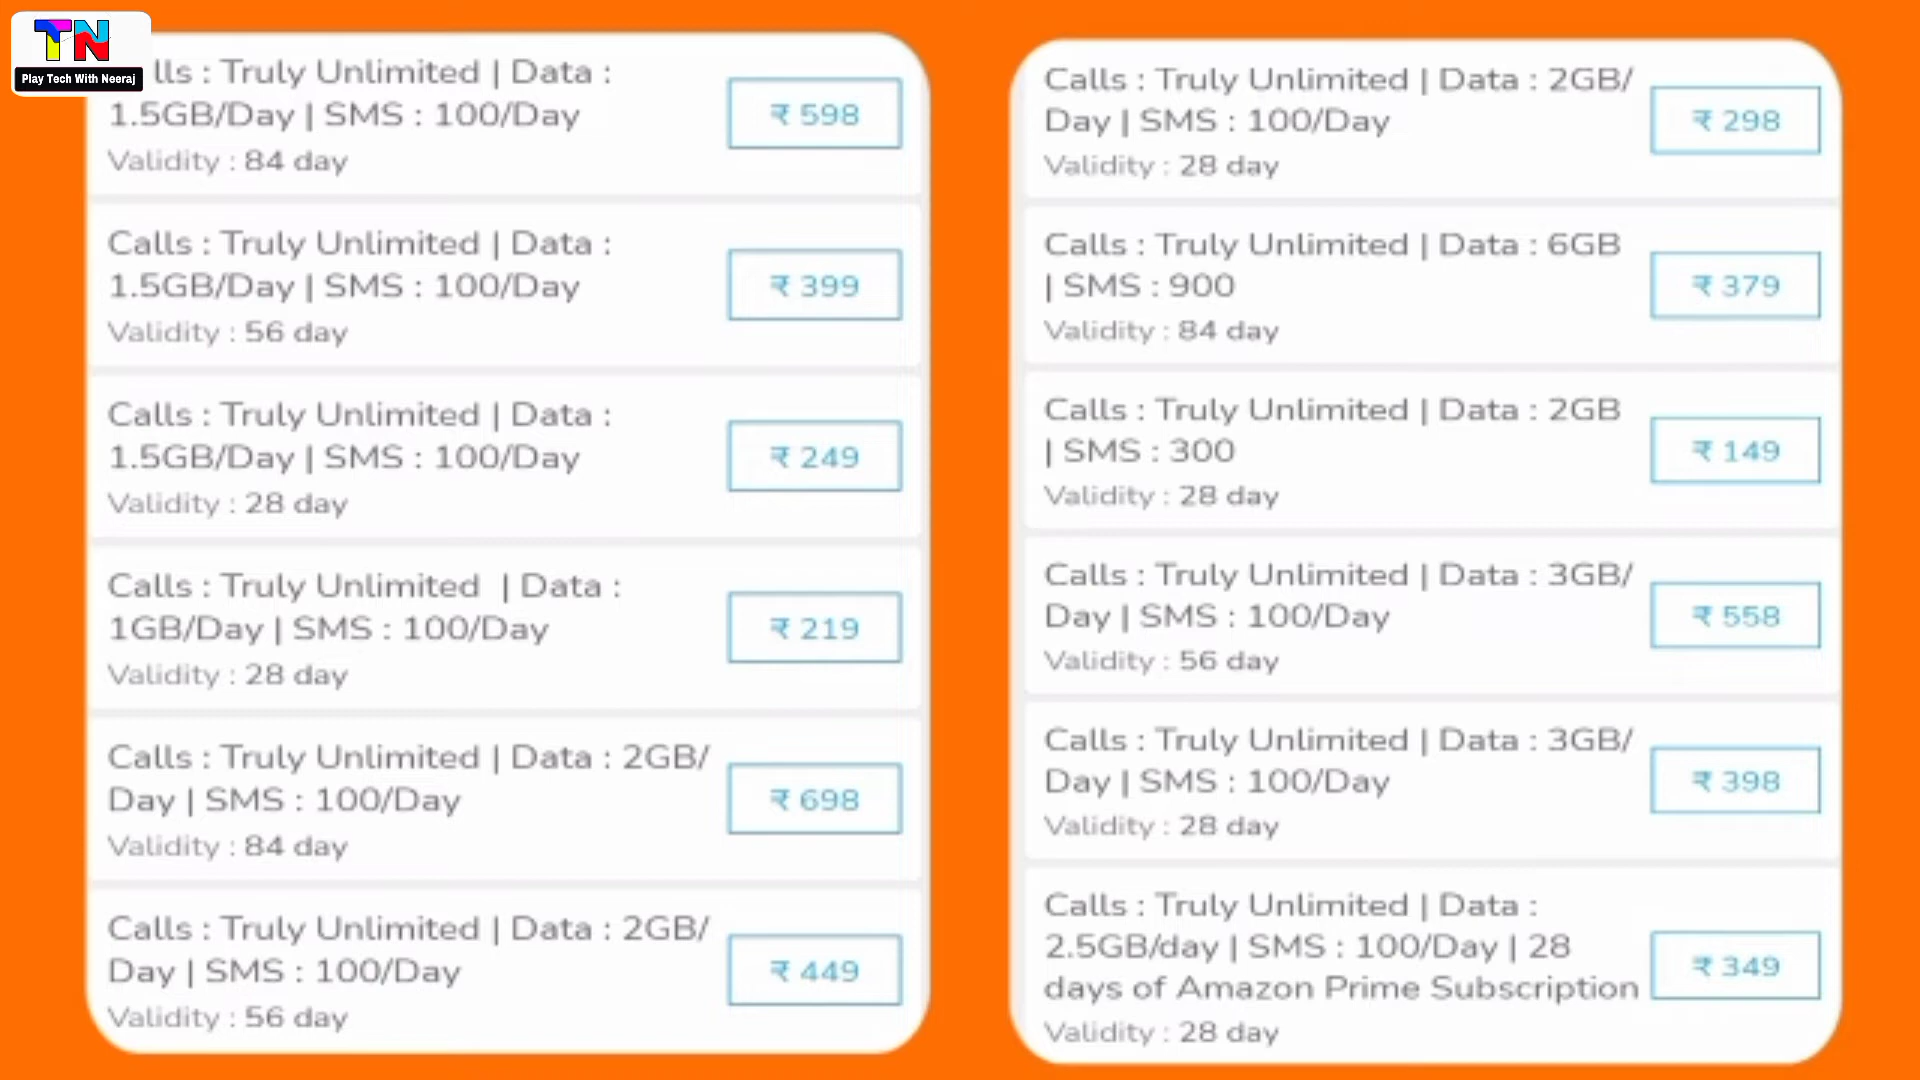 TN
Play Tech With Neeraj
lls : Truly Unlimited | Data :
1.5GB/Day | SMS : 100/Day
Validity : 84 day
₹ 598
Calls : Truly Unlimited | Data :
1.5GB/Day | SMS : 100/Day
Validity : 56 day
₹ 399
Calls : Truly Unlimited | Data :
1.5GB/Day | SMS : 100/Day
Validity : 28 day
₹ 249
Calls : Truly Unlimited | Data :
1GB/Day | SMS : 100/Day
Validity : 28 day
₹ 219
Calls : Truly Unlimited | Data : 2GB/
Day | SMS : 100/Day
Validity : 84 day
₹ 698
Calls : Truly Unlimited | Data : 2GB/
Day | SMS : 100/Day
Validity : 56 day
₹ 449
Calls : Truly Unlimited | Data : 2GB/
Day | SMS : 100/Day
Validity : 28 day
₹ 298
Calls : Truly Unlimited | Data : 6GB
| SMS : 900
Validity : 84 day
₹ 379
Calls : Truly Unlimited | Data : 2GB
| SMS : 300
Validity : 28 day
₹ 149
Calls : Truly Unlimited | Data : 3GB/
Day | SMS : 100/Day
Validity : 56 day
₹ 558
Calls : Truly Unlimited | Data : 3GB/
Day | SMS : 100/Day
Validity : 28 day
₹ 398
Calls : Truly Unlimited | Data :
2.5GB/day | SMS : 100/Day | 28
days of Amazon Prime Subscription
Validity : 28 day
₹ 349